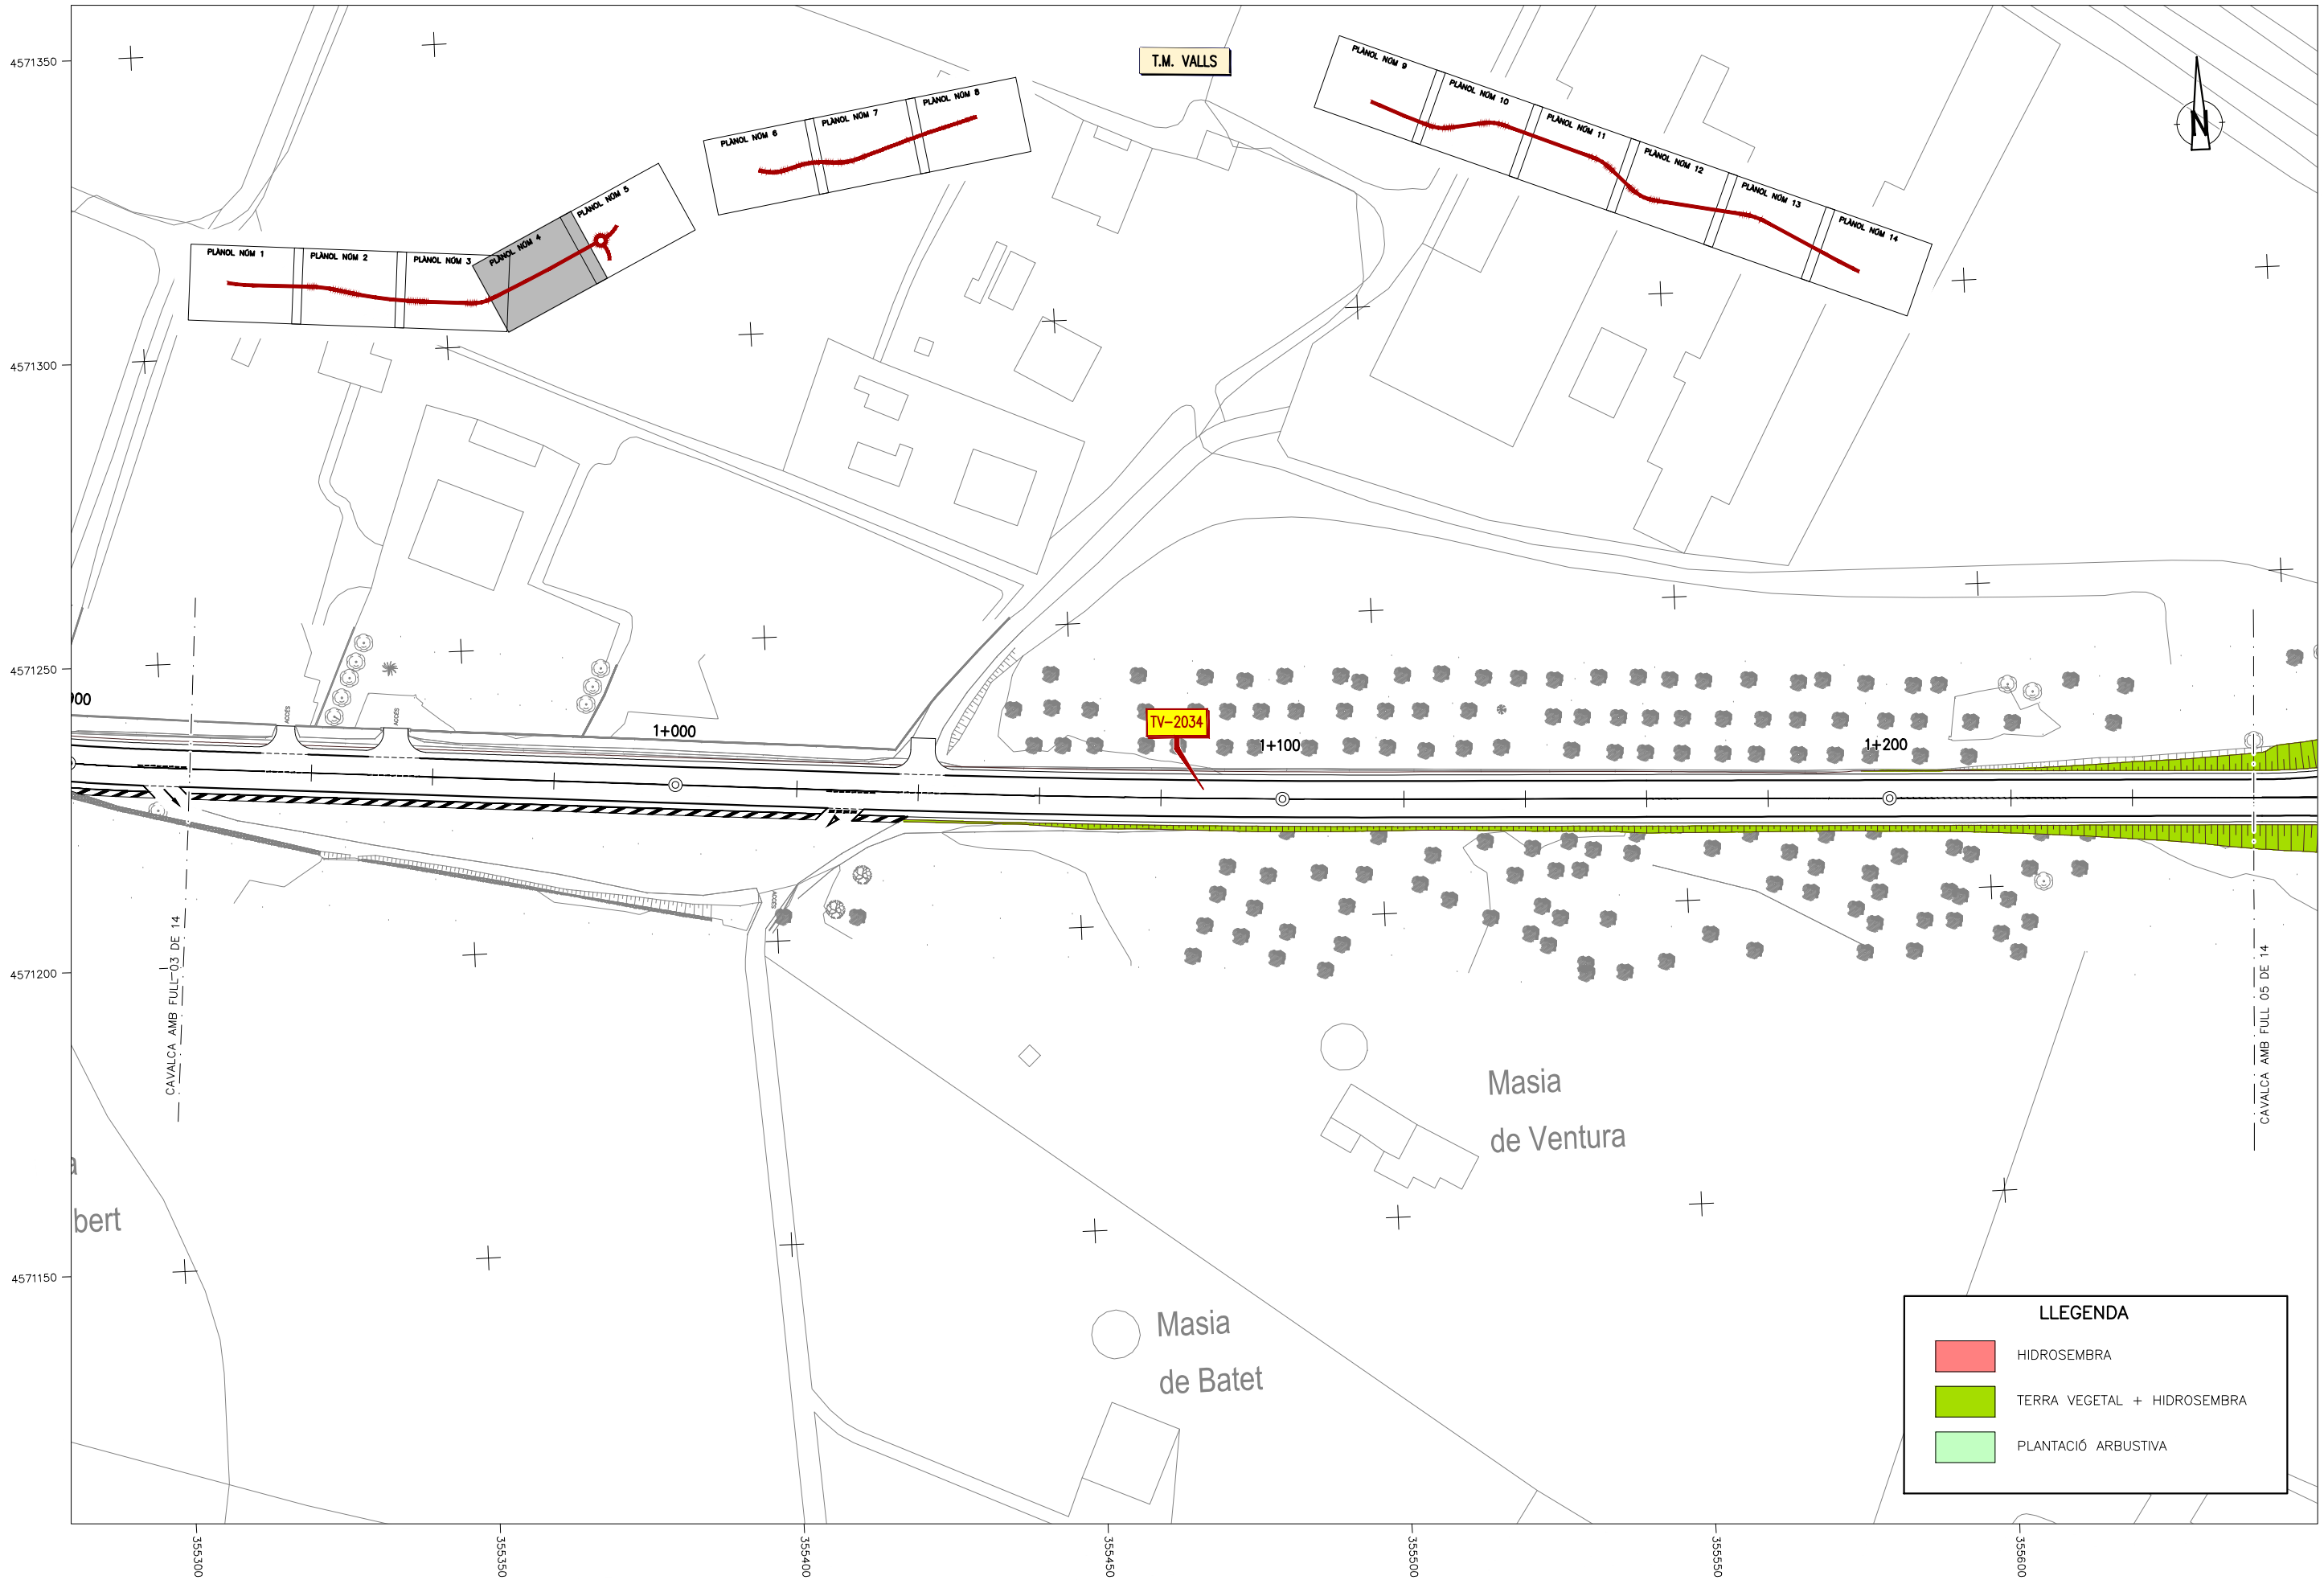 4571350
4571300
4571250
4571200
4571150
T.M. VALLS
PLÀNOL NÚM 1
PLÀNOL NÚM 2
PLÀNOL NÚM 3
PLÀNOL NÚM 4
PLÀNOL NÚM 5
PLÀNOL NÚM 6
PLÀNOL NÚM 7
PLÀNOL NÚM 8
PLÀNOL NÚM 9
PLÀNOL NÚM 10
PLÀNOL NÚM 11
PLÀNOL NÚM 12
PLÀNOL NÚM 13
PLÀNOL NÚM 14
N
900
ACCÉS
ACCÉS
1+000
TV-2034
1+100
1+200
CAVALCA AMB FULL 03 DE 14
CAVALCA AMB FULL 05 DE 14
Masia
de Ventura
Masia
de Batet
a
bert
LLEGENDA
HIDROSEMBRA
TERRA VEGETAL + HIDROSEMBRA
PLANTACIÓ ARBUSTIVA
355300
355350
355400
355450
355500
355550
355600